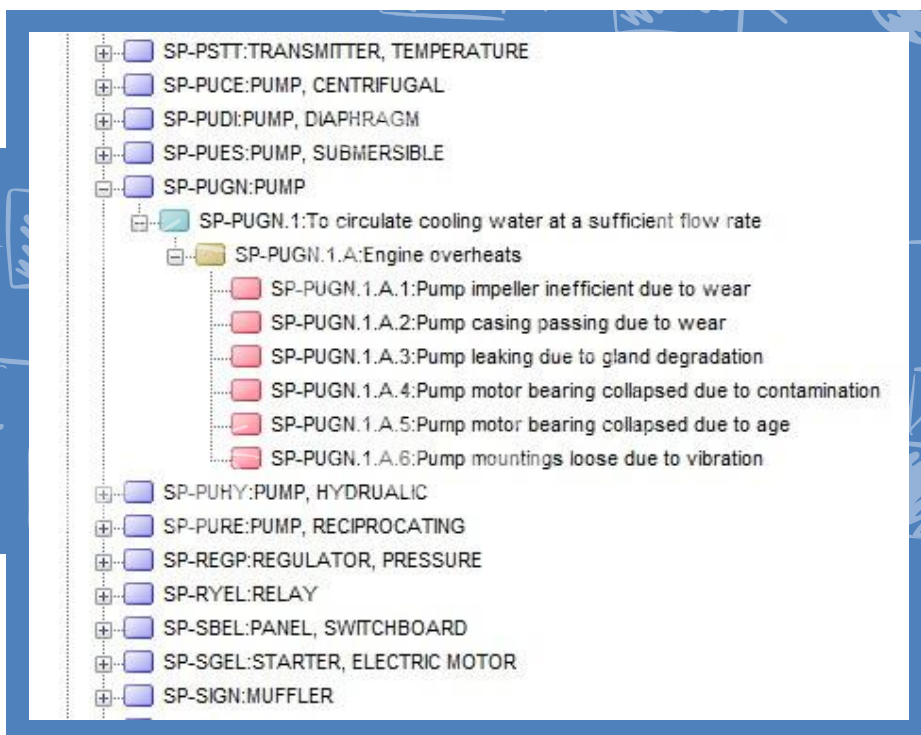 SP-PSTT:TRANSMITTER, TEMPERATURE
SP-PUCE:PUMP, CENTRIFUGAL
SP-PUDI:PUMP, DIAPHRAGM
SP-PUES:PUMP, SUBMERSIBLE
SP-PUGN:PUMP
SP-PUGN.1:To circulate cooling water at a sufficient flow rate
SP-PUGN.1.A:Engine overheats
SP-PUGN.1.A.1:Pump impeller inefficient due to wear
SP-PUGN.1.A.2:Pump casing passing due to wear
SP-PUGN.1.A.3:Pump leaking due to gland degradation
SP-PUGN.1.A.4:Pump motor bearing collapsed due to contamination
SP-PUGN.1.A.5:Pump motor bearing collapsed due to age
SP-PUGN.1.A.6:Pump mountings loose due to vibration
SP-PUHY:PUMP, HYDRUALIC
SP-PURE:PUMP, RECIPROCATING
SP-REGP:REGULATOR, PRESSURE
SP-RYEL:RELAY
SP-SBEL:PANEL, SWITCHBOARD
SP-SGEL:STARTER, ELECTRIC MOTOR
SP-SIGN:MUFFLER